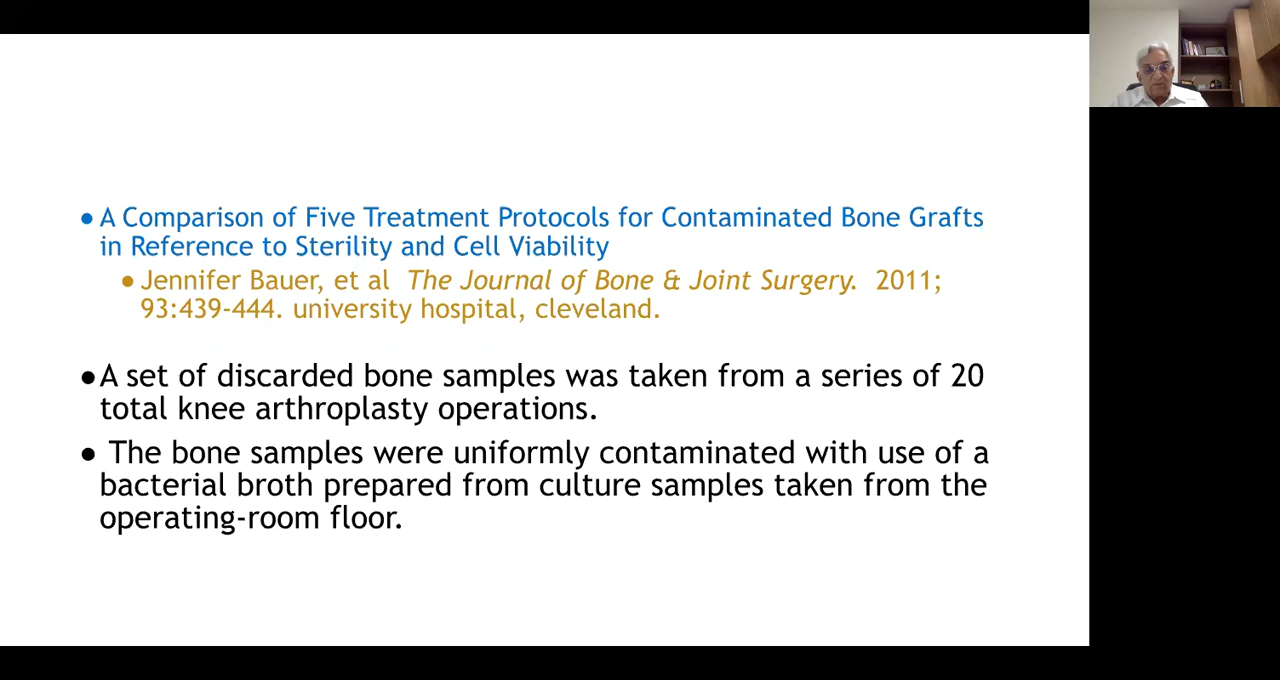 ● A Comparison of Five Treatment Protocols for Contaminated Bone Grafts
in Reference to Sterility and Cell Viability
● Jennifer Bauer, et al The Journal of Bone & Joint Surgery. 2011;
93:439-444. university hospital, cleveland.
● A set of discarded bone samples was taken from a series of 20
total knee arthroplasty operations.
● The bone samples were uniformly contaminated with use of a
bacterial broth prepared from culture samples taken from the
operating-room floor.